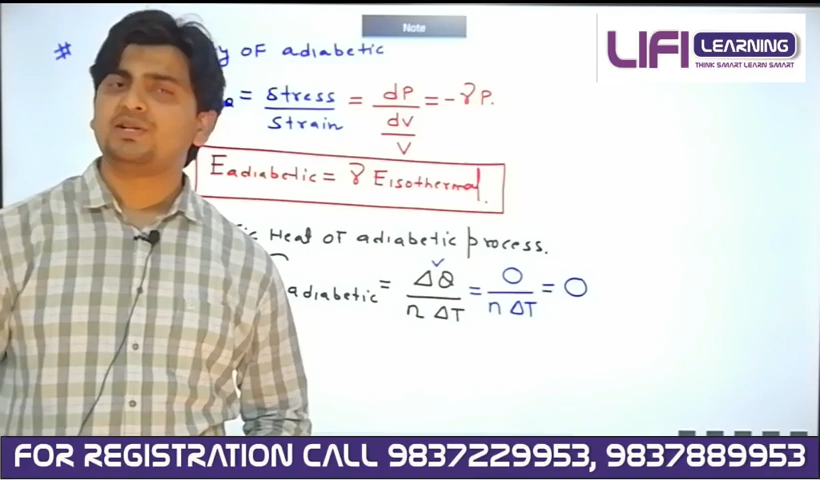 Note
LIFI LEARNING
THINK SMART LEARN SMART
# y OF adiabetic
= Stress / Strain = dP / dV / V = - γ P.
Eadiabetic = γ Eisothermal.
ic Heat of adiabetic process.
adiabetic = ΔQ / n ΔT = 0 / n ΔT = 0
FOR REGISTRATION CALL 9837229953, 9837889953